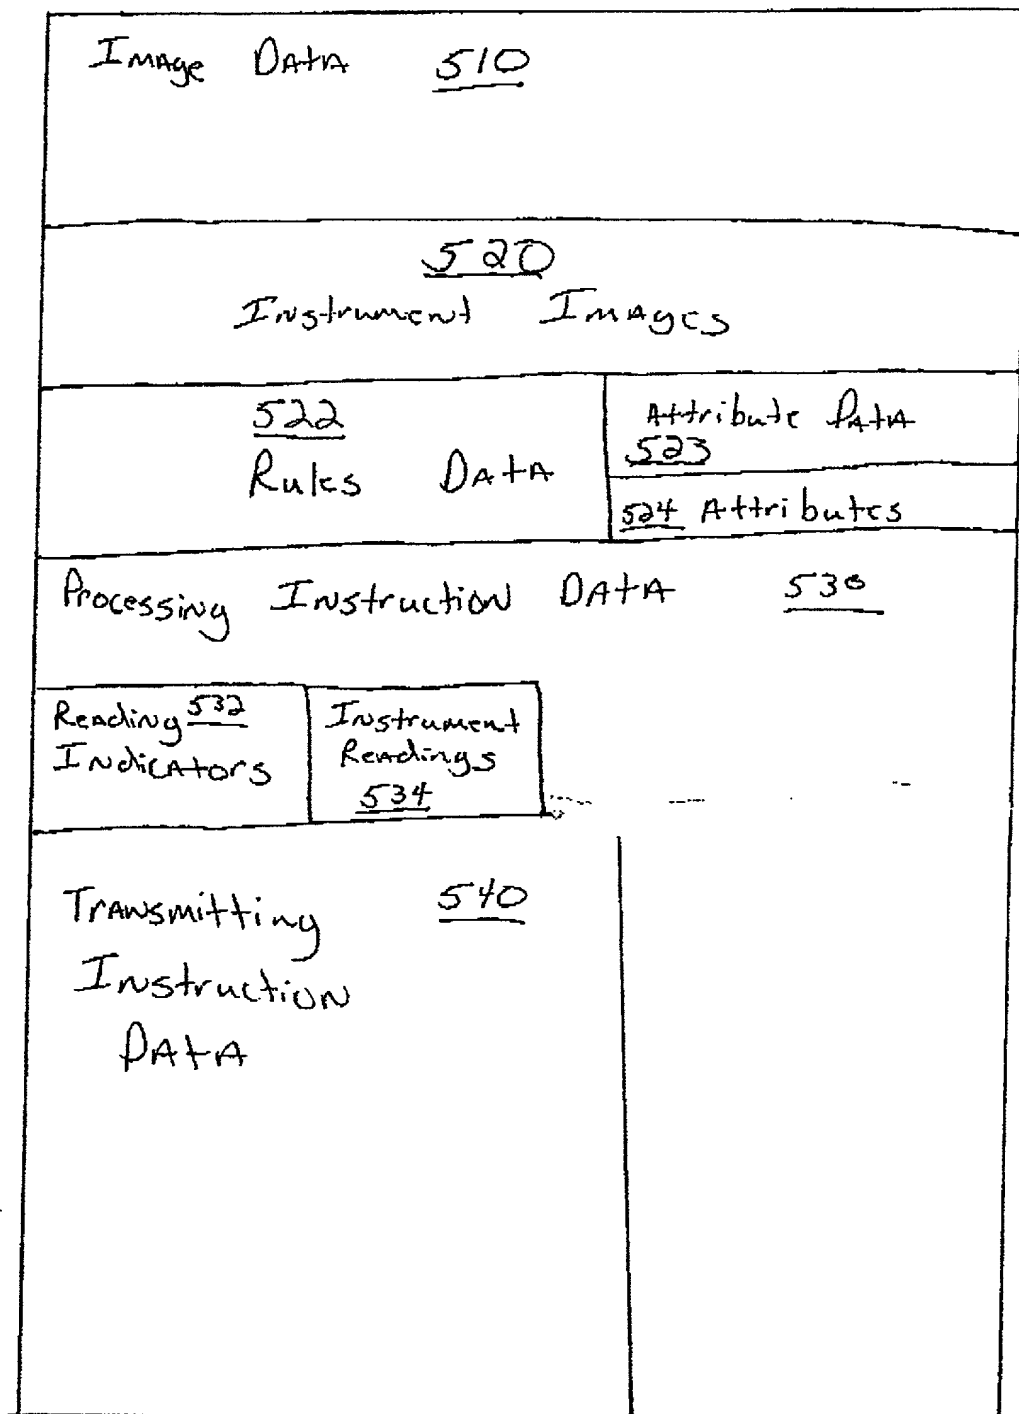 Image Data 510
520
Instrument Images
522
Rules Data
Attribute Data
523
524 Attributes
Processing Instruction Data 530
Reading 532
Indicators
Instrument
Readings
534
Transmitting 540
Instruction
Data